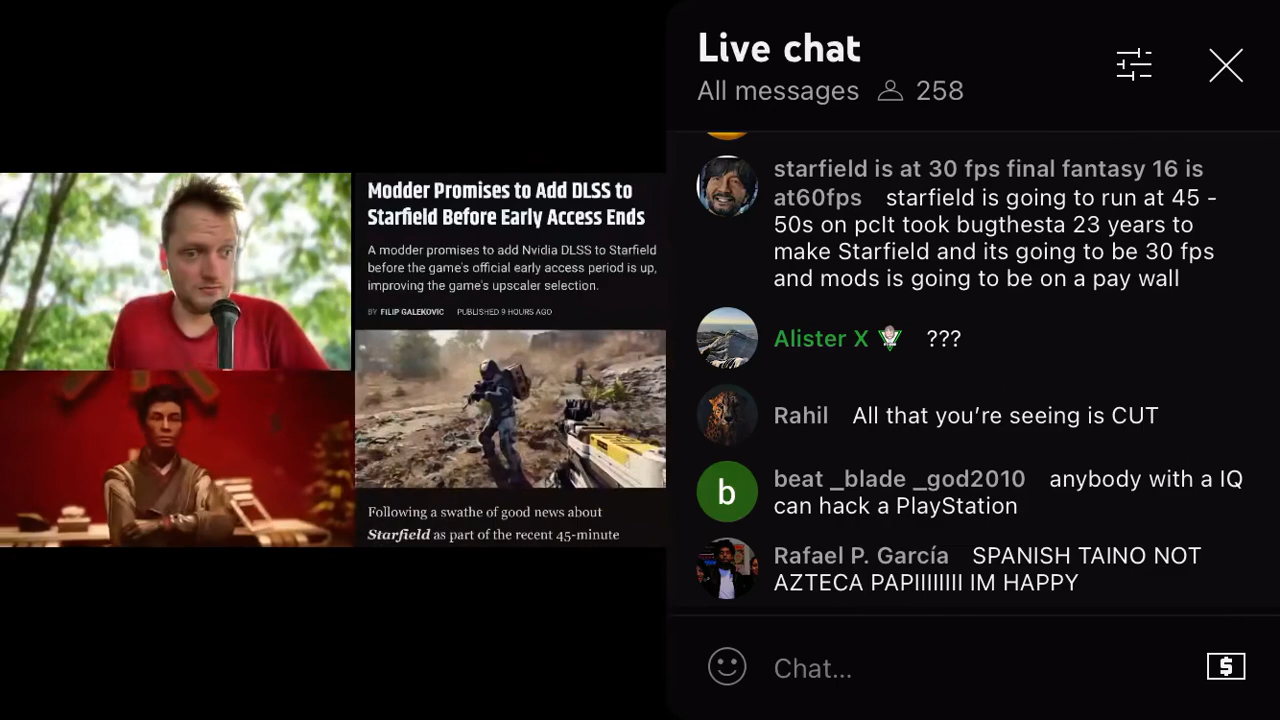 Modder Promises to Add DLSS to
Starfield Before Early Access Ends
A modder promises to add Nvidia DLSS to Starfield
before the game's official early access period is up,
improving the game's upscaler selection.
BY FILIP GALEKOVIC PUBLISHED 9 HOURS AGO
Following a swathe of good news about
Starfield as part of the recent 45-minute
Live chat
All messages 258
starfield is at 30 fps final fantasy 16 is
at60fps starfield is going to run at 45 -
50s on pcIt took bugthesta 23 years to
make Starfield and its going to be 30 fps
and mods is going to be on a pay wall
Alister X ???
Rahil All that you’re seeing is CUT
b
beat _blade _god2010 anybody with a IQ
can hack a PlayStation
Rafael P. García SPANISH TAINO NOT
AZTECA PAPIIIIIIII IM HAPPY
Chat...
$